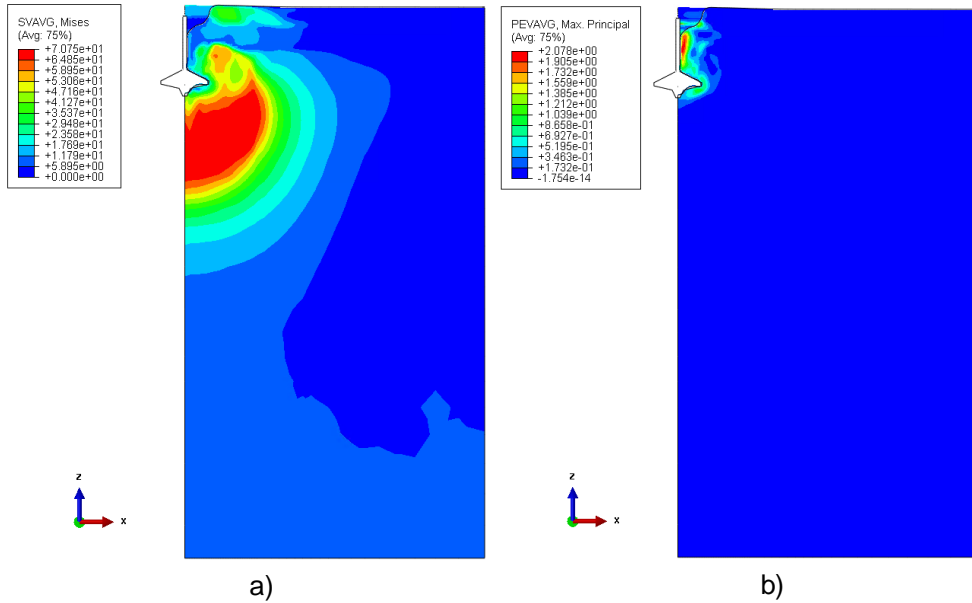 SVAVG, Mises
(Avg: 75%)
+7.075e+01
+6.485e+01
+5.895e+01
+5.306e+01
+4.716e+01
+4.127e+01
+3.537e+01
+2.948e+01
+2.358e+01
+1.769e+01
+1.179e+01
+5.895e+00
+0.000e+00
z
x
a)
PEVAVG, Max. Principal
(Avg: 75%)
+2.078e+00
+1.905e+00
+1.732e+00
+1.559e+00
+1.385e+00
+1.212e+00
+1.039e+00
+8.658e-01
+6.927e-01
+5.195e-01
+3.463e-01
+1.732e-01
-1.754e-14
z
x
b)